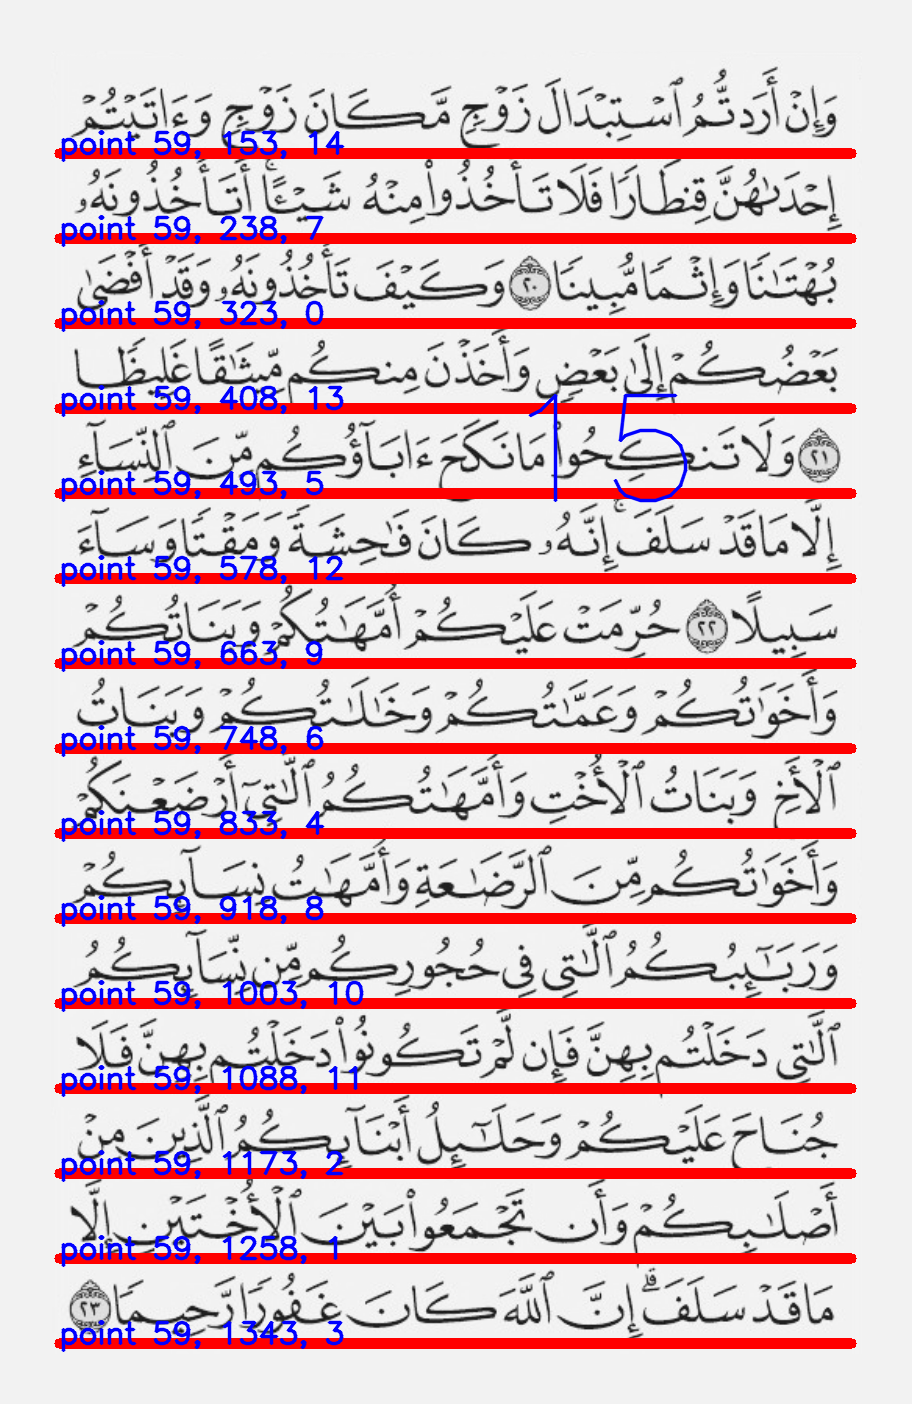 وَإِنْ أَرَدتُّمُ ٱسْتِبْدَالَ زَوْجٍ مَّكَانَ زَوْجٍ وَءَاتَيْتُمْ
point 59, 153, 14
إِحْدَىٰهُنَّ قِنطَارًا فَلَا تَأْخُذُوا۟ مِنْهُ شَيْـًٔا ۚ أَتَأْخُذُونَهُۥ
point 59, 238, 7
بُهْتَـٰنًا وَإِثْمًا مُّبِينًا ٢٠ وَكَيْفَ تَأْخُذُونَهُۥ وَقَدْ أَفْضَىٰ
point 59, 323, 0
بَعْضُكُمْ إِلَىٰ بَعْضٍ وَأَخَذْنَ مِنكُم مِّيثَـٰقًا غَلِيظًا
point 59, 408, 13
٢١ وَلَا تَنكِحُوا۟ مَا نَكَحَ ءَابَآؤُكُم مِّنَ ٱلنِّسَآءِ
15
point 59, 493, 5
إِلَّا مَا قَدْ سَلَفَ ۚ إِنَّهُۥ كَانَ فَـٰحِشَةً وَمَقْتًا وَسَآءَ
point 59, 578, 12
سَبِيلًا ٢٢ حُرِّمَتْ عَلَيْكُمْ أُمَّهَـٰتُكُمْ وَبَنَاتُكُمْ
point 59, 663, 9
وَأَخَوَٰتُكُمْ وَعَمَّـٰتُكُمْ وَخَـٰلَـٰتُكُمْ وَبَنَاتُ
point 59, 748, 6
ٱلْأَخِ وَبَنَاتُ ٱلْأُخْتِ وَأُمَّهَـٰتُكُمُ ٱلَّـٰتِىٓ أَرْضَعْنَكُمْ
point 59, 833, 4
وَأَخَوَٰتُكُم مِّنَ ٱلرَّضَـٰعَةِ وَأُمَّهَـٰتُ نِسَآئِكُمْ
point 59, 918, 8
وَرَبَـٰٓئِبُكُمُ ٱلَّـٰتِى فِى حُجُورِكُم مِّن نِّسَآئِكُمُ
point 59, 1003, 10
ٱلَّـٰتِى دَخَلْتُم بِهِنَّ فَإِن لَّمْ تَكُونُوا۟ دَخَلْتُم بِهِنَّ فَلَا
point 59, 1088, 11
جُنَاحَ عَلَيْكُمْ وَحَلَـٰٓئِلُ أَبْنَآئِكُمُ ٱلَّذِينَ مِنْ
point 59, 1173, 2
أَصْلَـٰبِكُمْ وَأَن تَجْمَعُوا۟ بَيْنَ ٱلْأُخْتَيْنِ إِلَّا
point 59, 1258, 1
مَا قَدْ سَلَفَ ۗ إِنَّ ٱللَّهَ كَانَ غَفُورًا رَّحِيمًا ٢٣
point 59, 1343, 3